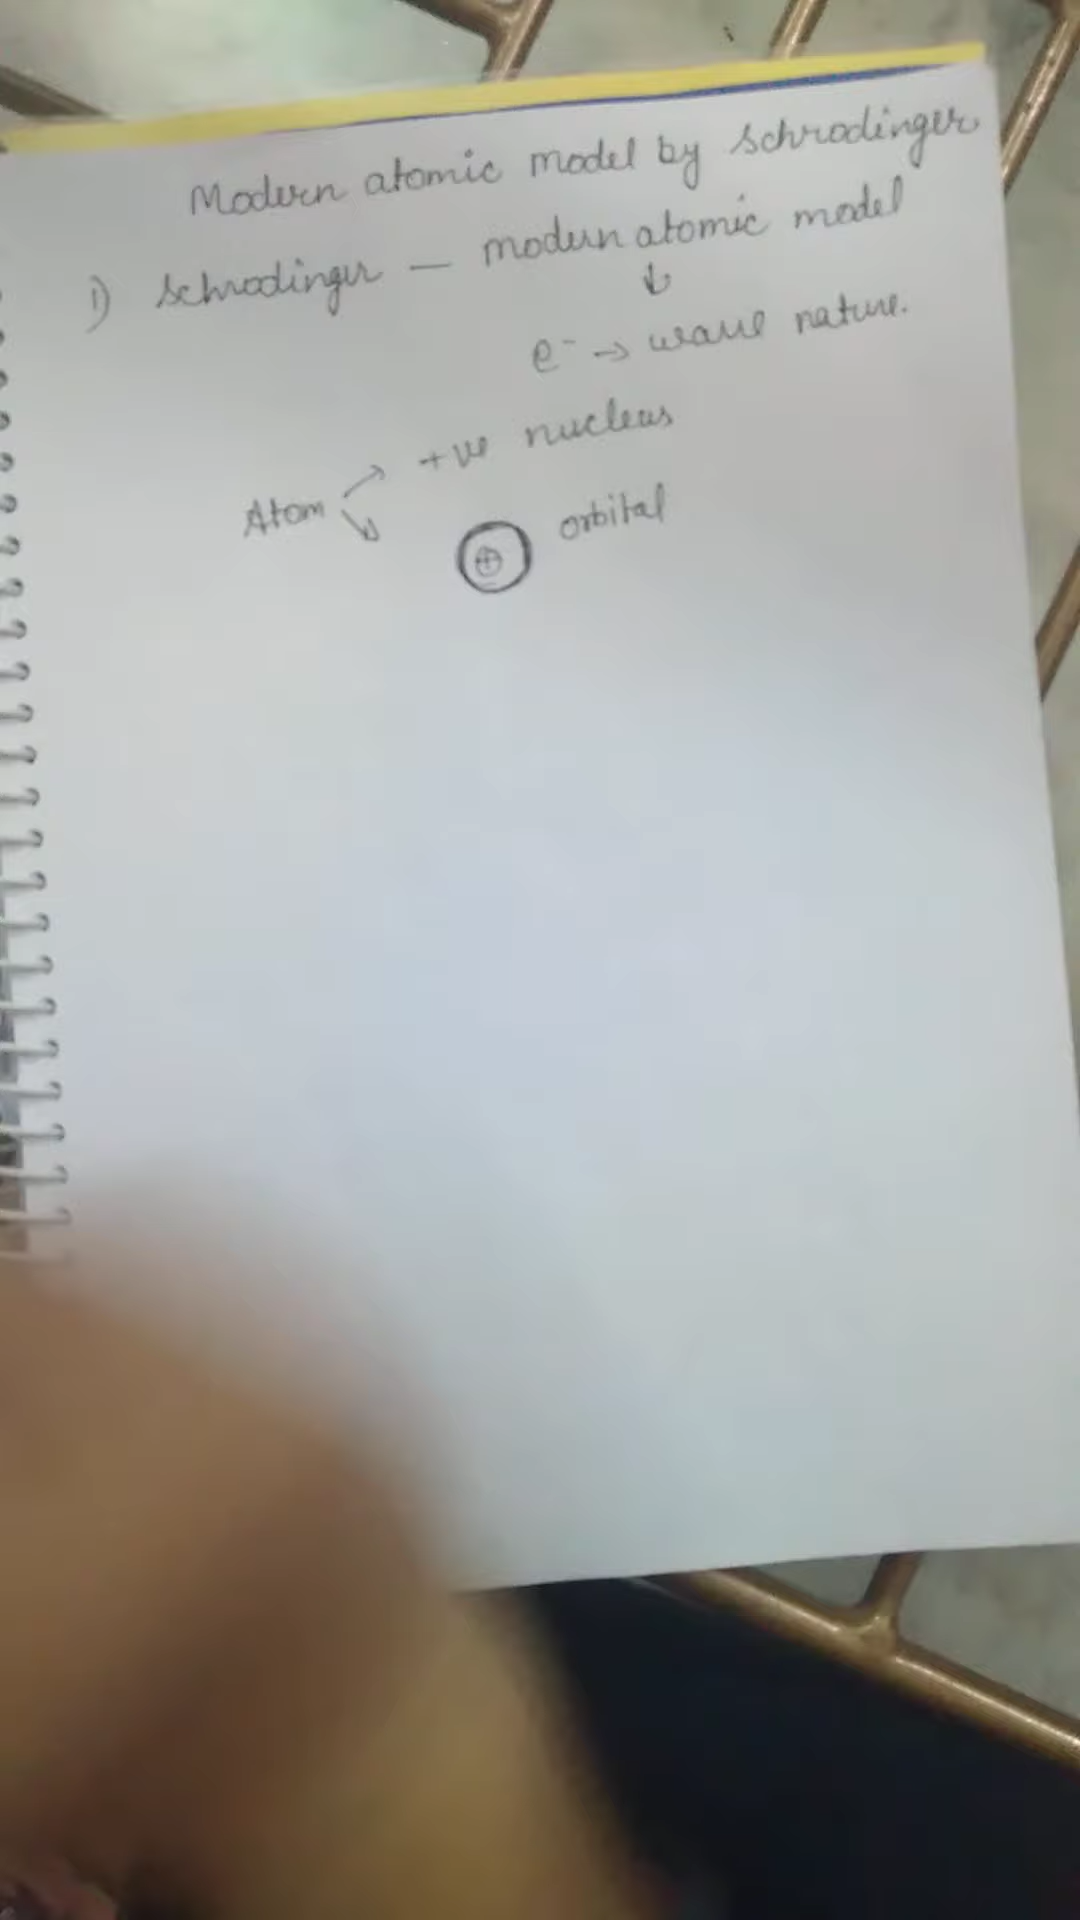 Modern atomic model by schrodinger
1) schrodinger — modern atomic model
↓
e⁻ → wave nature.
+ve nucleus
Atom
⊕ orbital